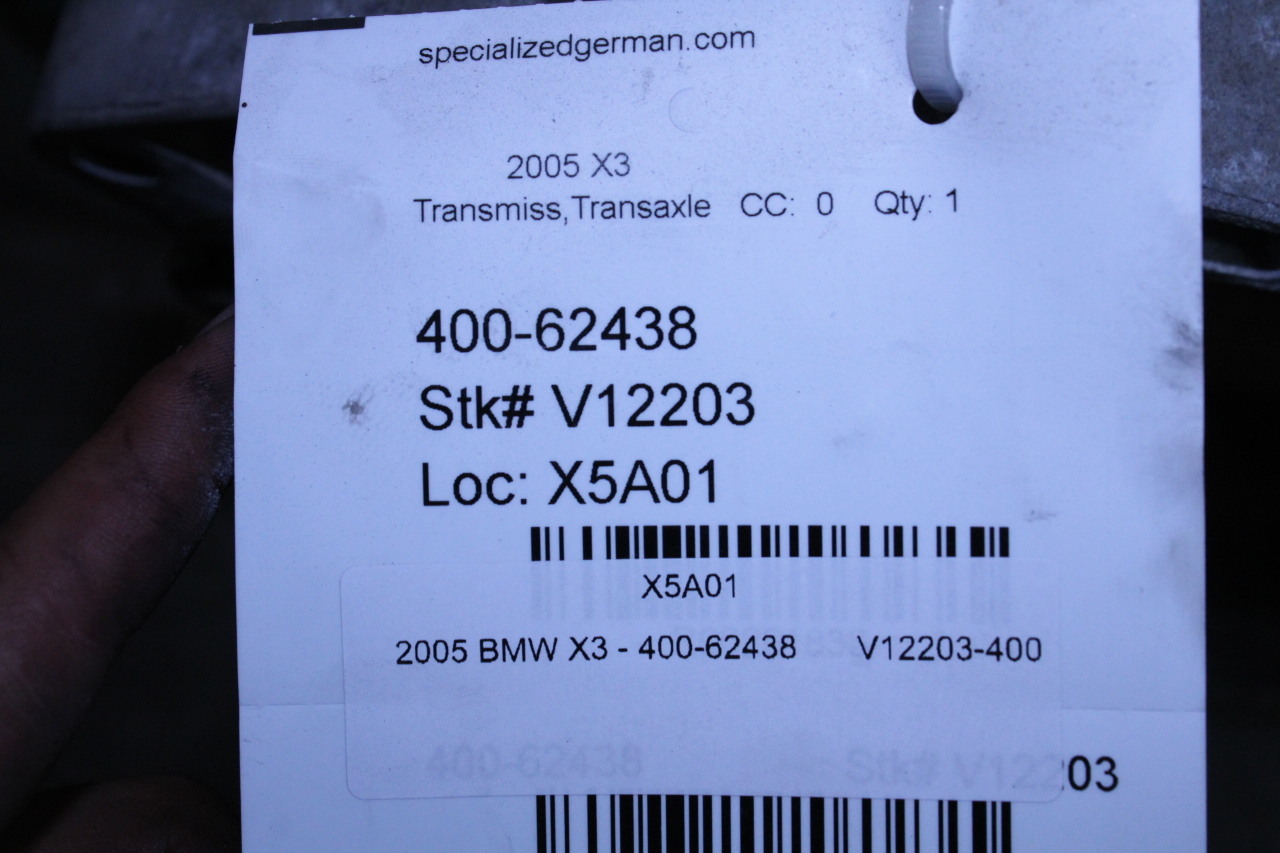 specializedgerman.com
2005 X3
Transmiss,Transaxle CC: 0 Qty: 1
400-62438
Stk# V12203
Loc: X5A01
X5A01
2005 BMW X3 - 400-62438 V12203-400
400-62438 Stk# V12203